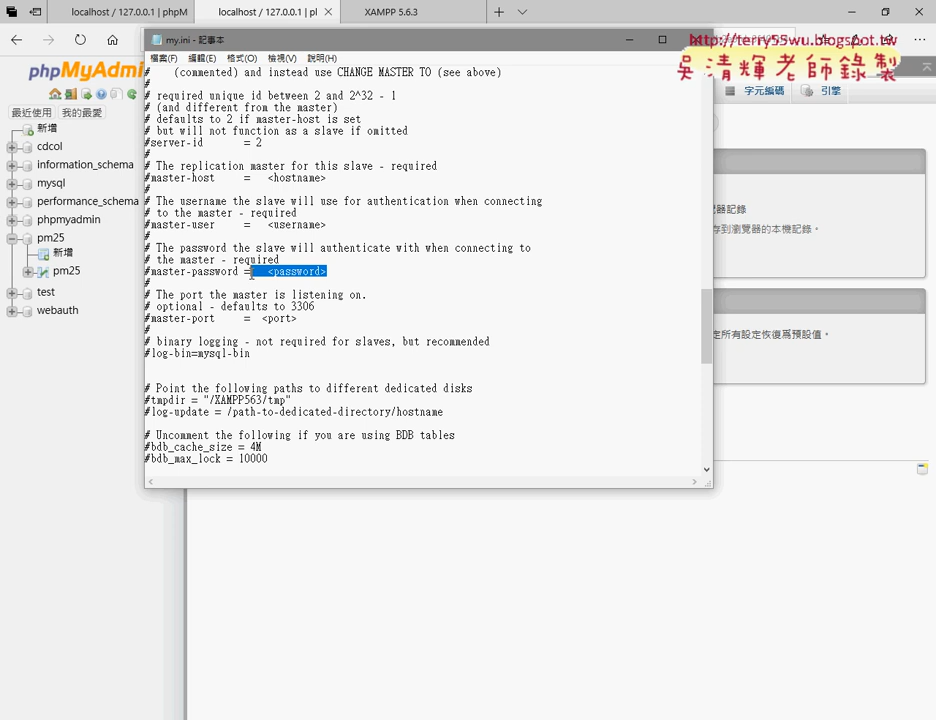 localhost / 127.0.0.1 | phpM
localhost / 127.0.0.1 | pl
XAMPP 5.6.3
my.ini - 記事本
http://terry55wu.blogspot.tw
吳清輝老師錄製
檔案(F) 編輯(E) 格式(O) 檢視(V) 說明(H)
phpMyAdmi
最近使用 我的最愛
新增
cdcol
information_schema
mysql
performance_schema
phpmyadmin
pm25
新增
pm25
test
webauth
# (commented) and instead use CHANGE MASTER TO (see above)
#
# required unique id between 2 and 2^32 - 1
# (and different from the master)
# defaults to 2 if master-host is set
# but will not function as a slave if omitted
#server-id = 2
#
# The replication master for this slave - required
#master-host = <hostname>
#
# The username the slave will use for authentication when connecting
# to the master - required
#master-user = <username>
#
# The password the slave will authenticate with when connecting to
# the master - required
#master-password = <password>
#
# The port the master is listening on.
# optional - defaults to 3306
#master-port = <port>
#
# binary logging - not required for slaves, but recommended
#log-bin=mysql-bin
# Point the following paths to different dedicated disks
#tmpdir = "/XAMPP563/tmp"
#log-update = /path-to-dedicated-directory/hostname
# Uncomment the following if you are using BDB tables
#bdb_cache_size = 4M
#bdb_max_lock = 10000
字元編碼 引擎
記錄
存到瀏覽器的本機記錄。
定所有設定恢復爲預設值。